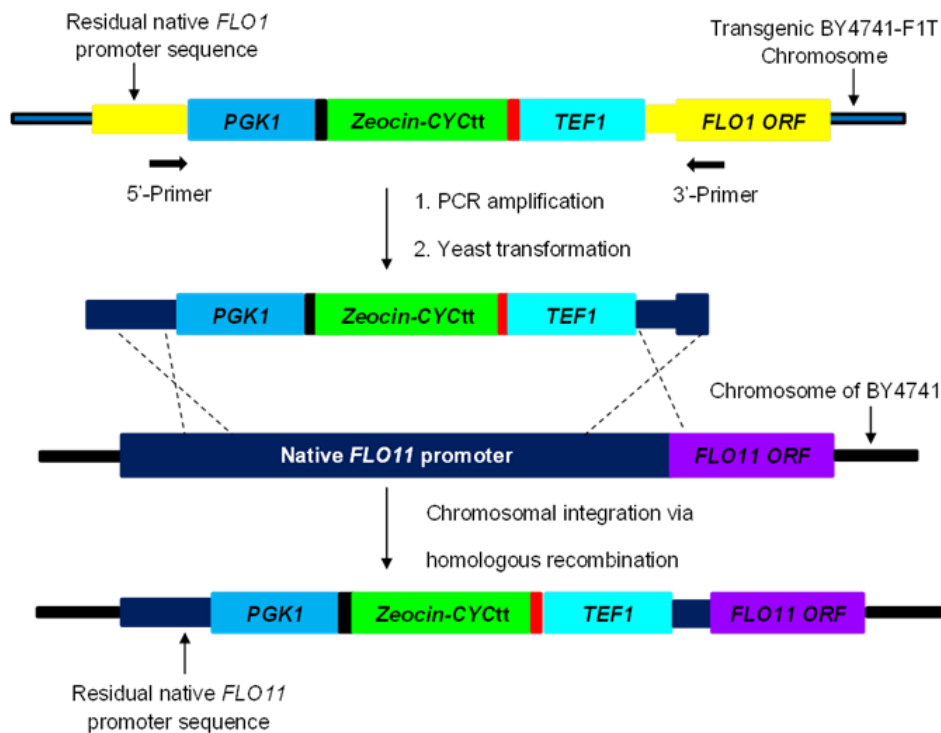 Residual native FLO1
promoter sequence
Transgenic BY4741-F1T
Chromosome
PGK1
Zeocin-CYCtt
TEF1
FLO1 ORF
5'-Primer
3'-Primer
1. PCR amplification
2. Yeast transformation
PGK1
Zeocin-CYCtt
TEF1
Chromosome of BY4741
Native FLO11 promoter
FLO11 ORF
Chromosomal integration via
homologous recombination
PGK1
Zeocin-CYCtt
TEF1
FLO11 ORF
Residual native FLO11
promoter sequence